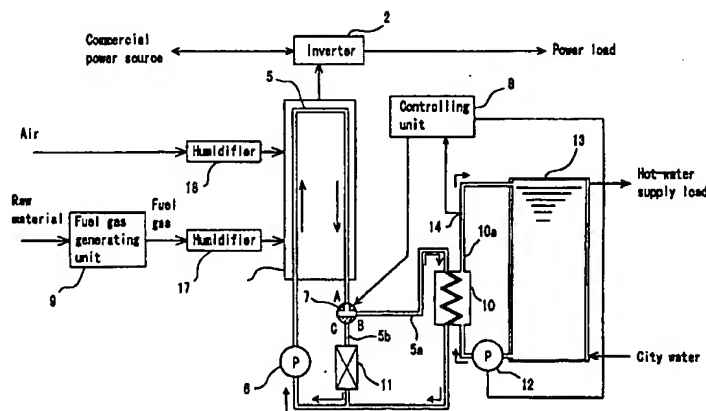 2
Commercial
power source
Inverter
Power load
5
Controlling
unit
8
Air
Humidifier
18
13
Hot-water
supply load
14
Raw
material
Fuel
gas
Fuel gas
generating
unit
Humidifier
10a
9
17
A
7
10
C
B
5a
5b
P
6
11
P
12
City water